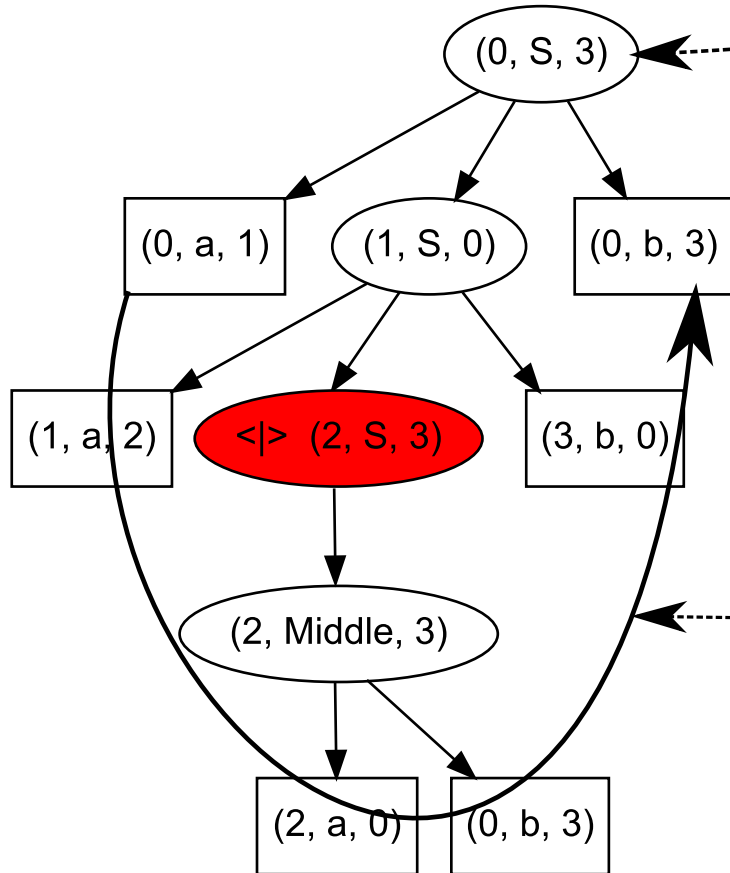 (0, S, 3)
(0, a, 1)
(1, S, 0)
(0, b, 3)
(1, a, 2)
<|> (2, S, 3)
(3, b, 0)
(2, Middle, 3)
(2, a, 0)
(0, b, 3)